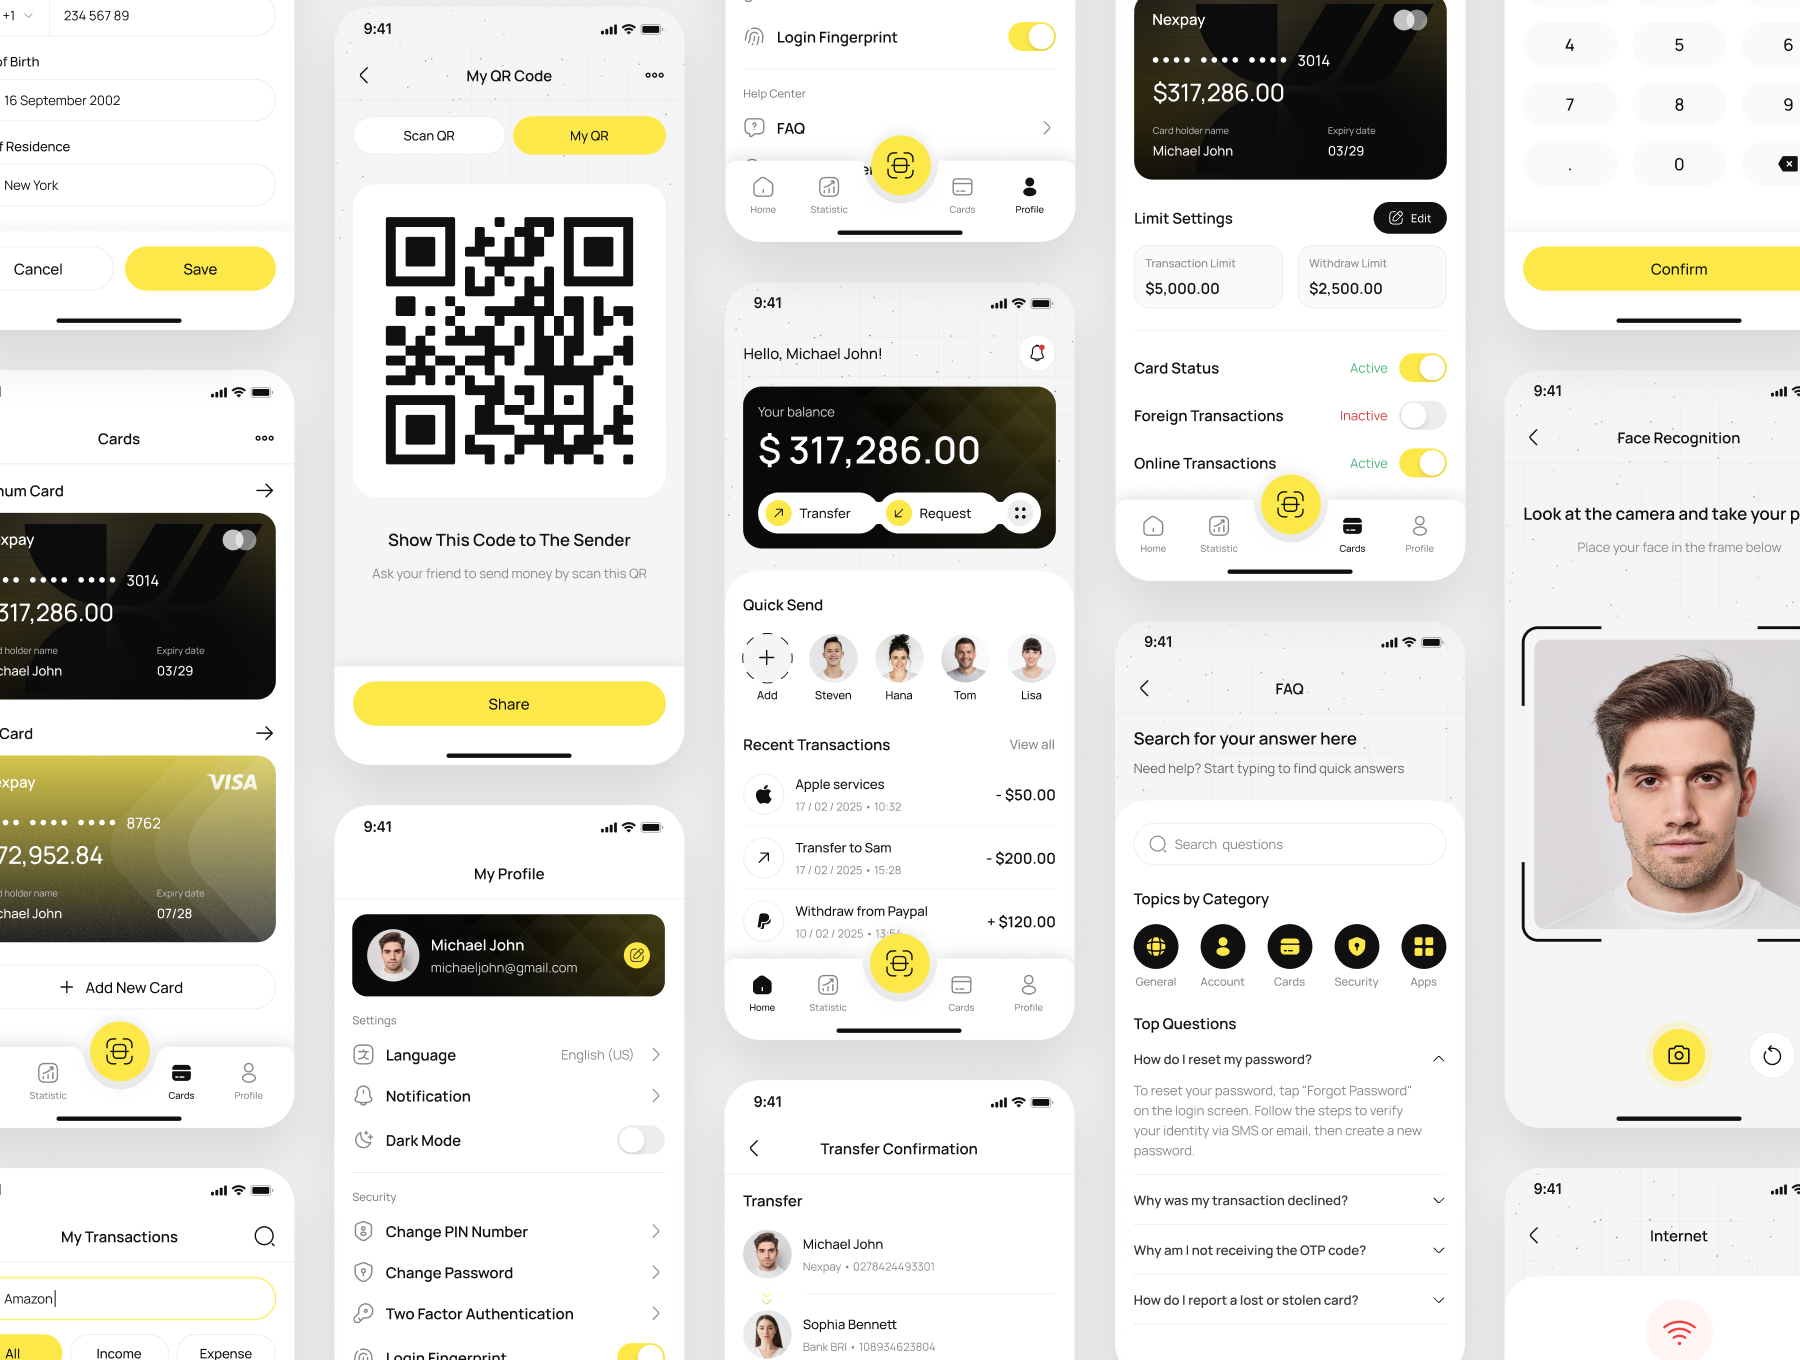 +1
234 567 89
of Birth
16 September 2002
f Residence
New York
Cancel
Save
Cards
num Card
xpay
3014
317,286.00
d holder name
Expiry date
chael John
03/29
Card
xpay
VISA
8762
72,952.84
d holder name
Expiry date
chael John
07/28
Add New Card
Statistic
Cards
Profile
My Transactions
Amazon
All
Income
Expense
9:41
My QR Code
Scan QR
My QR
Show This Code to The Sender
Ask your friend to send money by scan this QR
Share
9:41
My Profile
Michael John
michaeljohn@gmail.com
Settings
Language
English (US)
Notification
Dark Mode
Security
Change PIN Number
Change Password
Two Factor Authentication
Login Fingerprint
Login Fingerprint
Help Center
FAQ
Home
Statistic
Cards
Profile
9:41
Hello, Michael John!
Your balance
$ 317,286.00
Transfer
Request
Quick Send
Add
Steven
Hana
Tom
Lisa
Recent Transactions
View all
Apple services
17 / 02 / 2025 • 10:32
- $50.00
Transfer to Sam
17 / 02 / 2025 • 15:28
- $200.00
Withdraw from Paypal
10 / 02 / 2025 • 13:5
+ $120.00
Home
Statistic
Cards
Profile
9:41
Transfer Confirmation
Transfer
Michael John
Nexpay • 0278424493301
Sophia Bennett
Bank BRI • 108934623804
Nexpay
3014
$317,286.00
Card holder name
Expiry date
Michael John
03/29
Limit Settings
Edit
Transaction Limit
$5,000.00
Withdraw Limit
$2,500.00
Card Status
Active
Foreign Transactions
Inactive
Online Transactions
Active
Home
Statistic
Cards
Profile
9:41
FAQ
Search for your answer here
Need help? Start typing to find quick answers
Search questions
Topics by Category
General
Account
Cards
Security
Apps
Top Questions
How do I reset my password?
To reset your password, tap "Forgot Password"
on the login screen. Follow the steps to verify
your identity via SMS or email, then create a new
password.
Why was my transaction declined?
Why am I not receiving the OTP code?
How do I report a lost or stolen card?
4
5
6
7
8
9
.
0
Confirm
9:41
Face Recognition
Look at the camera and take your p
Place your face in the frame below
9:41
Internet